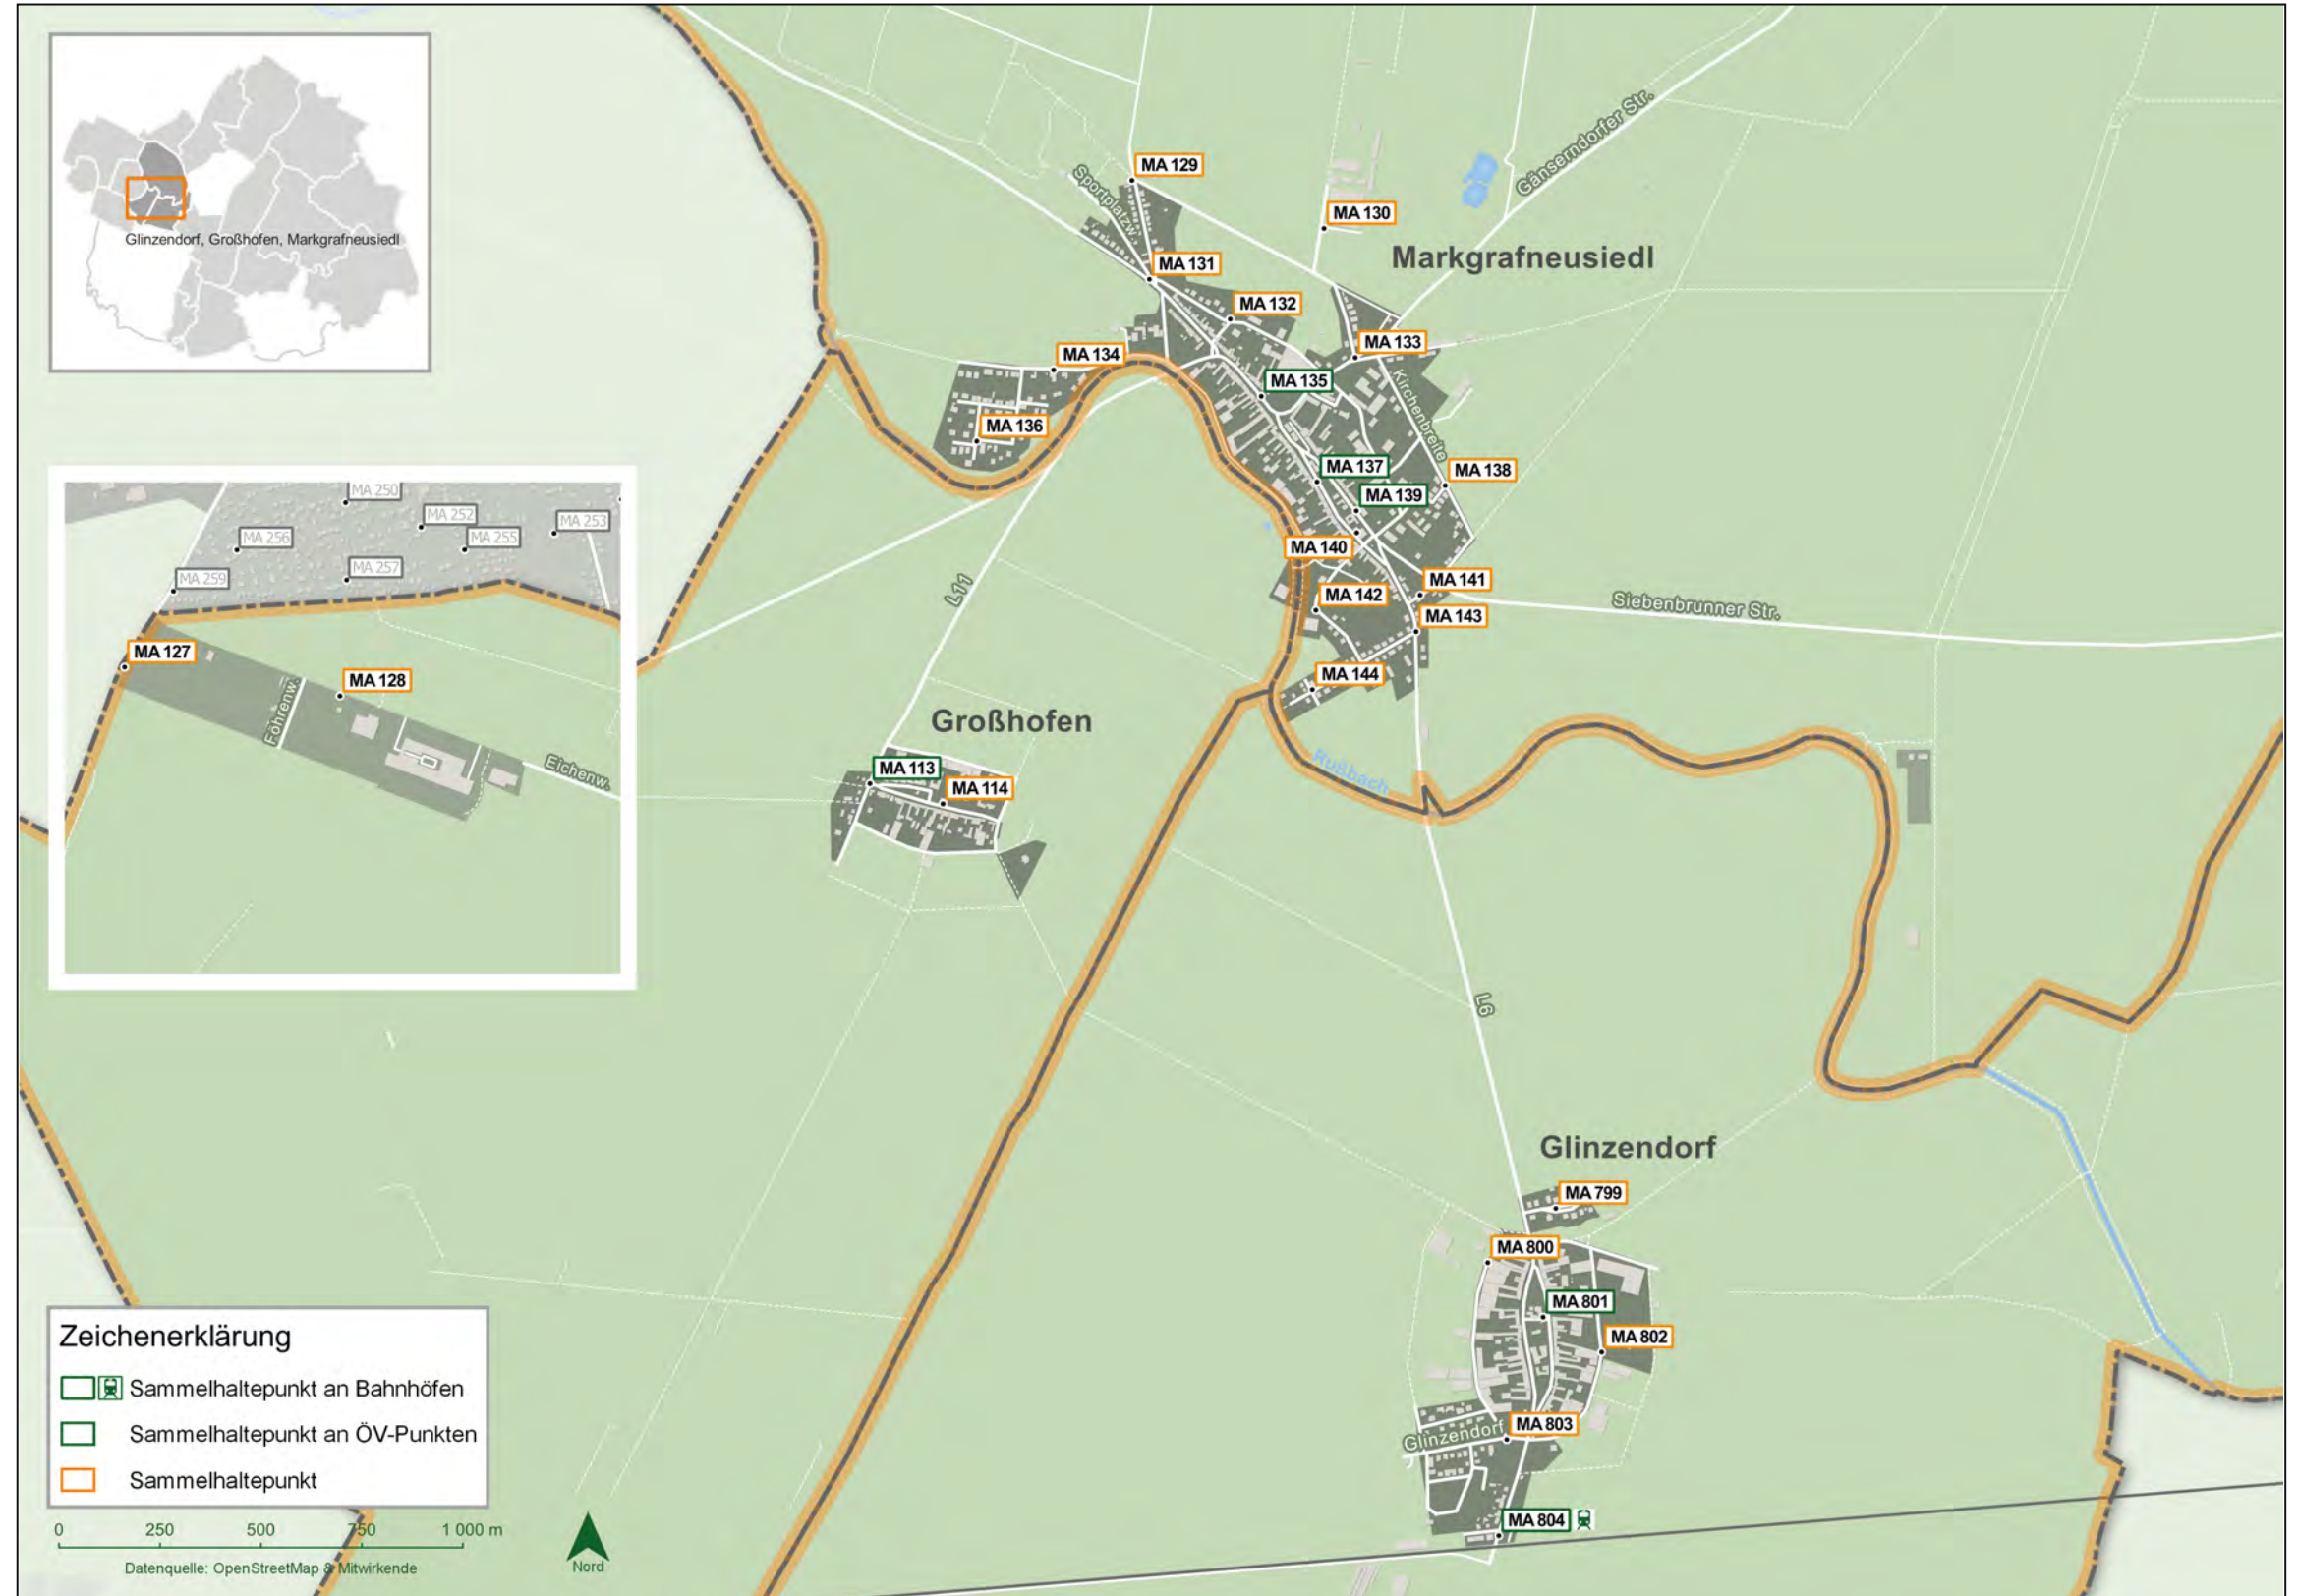 Glinzendorf, Großhofen, Markgrafneusiedl
Gänserndorfer Str.
MA 129
Sportplatzw.
MA 130
Markgrafneusiedl
MA 131
MA 132
MA 133
MA 134
MA 135
Kirchenbreite
MA 136
MA 137
MA 138
MA 139
MA 140
MA 141
MA 142
MA 143
MA 144
Siebenbrunner Str.
L11
MA 250
MA 252
MA 253
MA 256
MA 255
MA 257
MA 259
MA 127
MA 128
Föhrenw.
Eichenw.
Großhofen
MA 113
MA 114
Rußbach
L6
Glinzendorf
MA 799
MA 800
MA 801
MA 802
MA 803
Glinzendorf
MA 804
Zeichenerklärung
Sammelhaltepunkt an Bahnhöfen
Sammelhaltepunkt an ÖV-Punkten
Sammelhaltepunkt
0 250 500 750 1 000 m
Datenquelle: OpenStreetMap & Mitwirkende
Nord